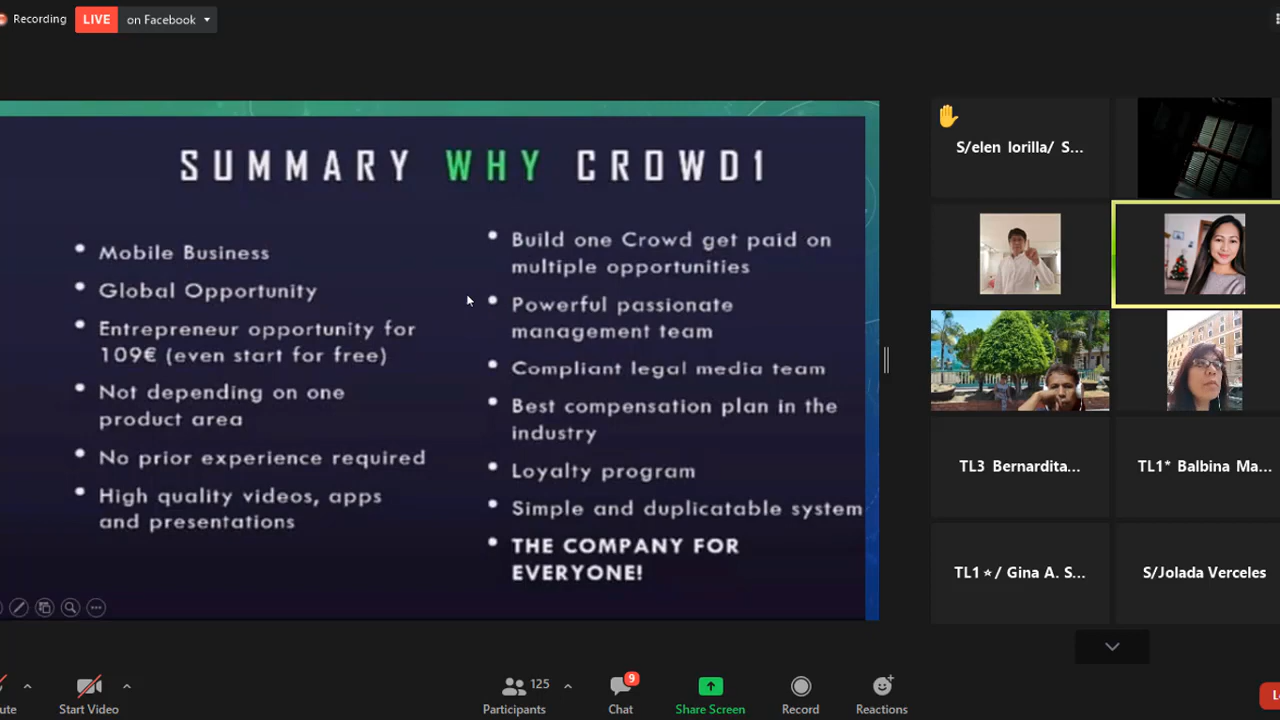 Recording
LIVE
on Facebook
SUMMARY WHY CROWD1
Mobile Business
Global Opportunity
Entrepreneur opportunity for
109€ (even start for free)
Not depending on one
product area
No prior experience required
High quality videos, apps
and presentations
Build one Crowd get paid on
multiple opportunities
Powerful passionate
management team
Compliant legal media team
Best compensation plan in the
industry
Loyalty program
Simple and duplicatable system
THE COMPANY FOR
EVERYONE!
S/elen lorilla/ S...
TL3 Bernardita...
TL1* Balbina Ma...
TL1⭐/ Gina A. S...
S/Jolada Verceles
ute
Start Video
125
Participants
9
Chat
Share Screen
Record
Reactions